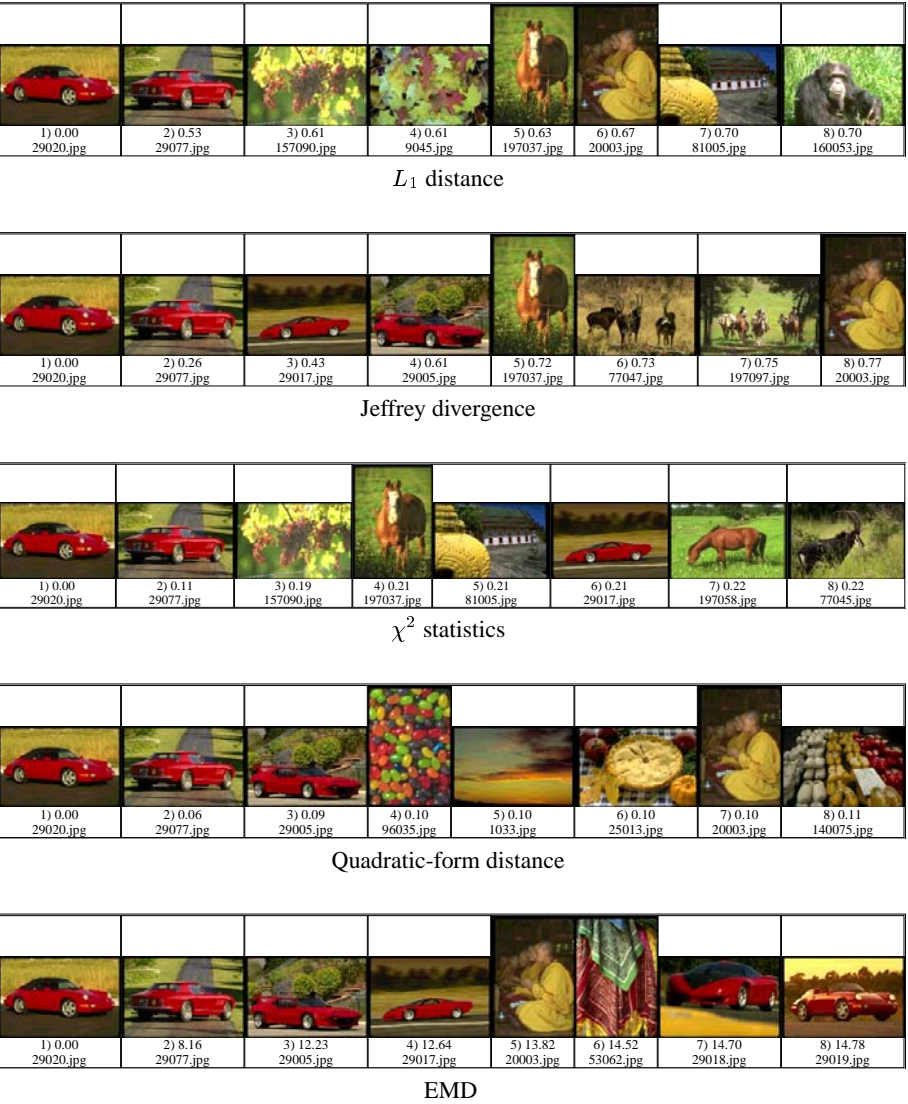 1) 0.00 2) 0.53 3) 0.61 4) 0.61 5) 0.63 6) 0.67 7) 0.70 8) 0.70
29020.jpg 29077.jpg 157090.jpg 9045.jpg 197037.jpg 20003.jpg 81005.jpg 160053.jpg
L₁ distance
1) 0.00 2) 0.26 3) 0.43 4) 0.61 5) 0.72 6) 0.73 7) 0.75 8) 0.77
29020.jpg 29077.jpg 29017.jpg 29005.jpg 197037.jpg 77047.jpg 197097.jpg 20003.jpg
Jeffrey divergence
1) 0.00 2) 0.11 3) 0.19 4) 0.21 5) 0.21 6) 0.21 7) 0.22 8) 0.22
29020.jpg 29077.jpg 157090.jpg 197037.jpg 81005.jpg 29017.jpg 197058.jpg 77045.jpg
χ² statistics
1) 0.00 2) 0.06 3) 0.09 4) 0.10 5) 0.10 6) 0.10 7) 0.10 8) 0.11
29020.jpg 29077.jpg 29005.jpg 96035.jpg 1033.jpg 25013.jpg 20003.jpg 140075.jpg
Quadratic-form distance
1) 0.00 2) 8.16 3) 12.23 4) 12.64 5) 13.82 6) 14.52 7) 14.70 8) 14.78
29020.jpg 29077.jpg 29005.jpg 29017.jpg 20003.jpg 53062.jpg 29018.jpg 29019.jpg
EMD